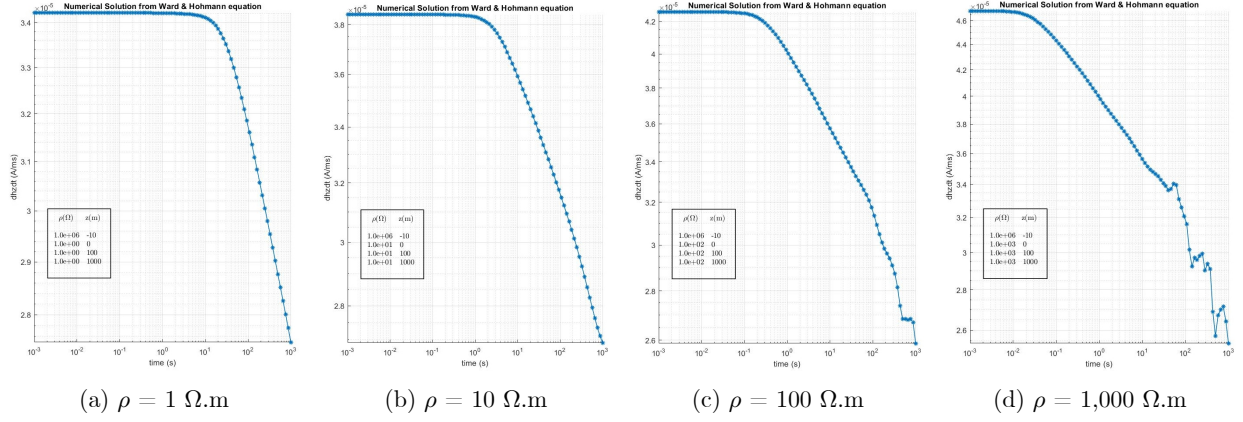 ×10⁻⁵ Numerical Solution from Ward & Hohmann equation
3.4
3.3
3.2
3.1
3
2.9
2.8
dhzdt (A/ms)
ρ(Ω) z(m)
1.0e+06 -10
1.0e+00 0
1.0e+00 100
1.0e+00 1000
10⁻³ 10⁻² 10⁻¹ 10⁰ 10¹ 10² 10³
time (s)
(a) ρ = 1 Ω.m
×10⁻⁵ Numerical Solution from Ward & Hohmann equation
3.8
3.6
3.4
3.2
3
2.8
dhzdt (A/ms)
ρ(Ω) z(m)
1.0e+06 -10
1.0e+01 0
1.0e+01 100
1.0e+01 1000
10⁻³ 10⁻² 10⁻¹ 10⁰ 10¹ 10² 10³
time (s)
(b) ρ = 10 Ω.m
×10⁻⁵ Numerical Solution from Ward & Hohmann equation
4.2
4
3.8
3.6
3.4
3.2
3
2.8
2.6
dhzdt (A/ms)
ρ(Ω) z(m)
1.0e+06 -10
1.0e+02 0
1.0e+02 100
1.0e+02 1000
10⁻³ 10⁻² 10⁻¹ 10⁰ 10¹ 10² 10³
time (s)
(c) ρ = 100 Ω.m
×10⁻⁵ Numerical Solution from Ward & Hohmann equation
4.6
4.4
4.2
4
3.8
3.6
3.4
3.2
3
2.8
2.6
dhzdt (A/ms)
ρ(Ω) z(m)
1.0e+06 -10
1.0e+03 0
1.0e+03 100
1.0e+03 1000
10⁻³ 10⁻² 10⁻¹ 10⁰ 10¹ 10² 10³
time (s)
(d) ρ = 1,000 Ω.m